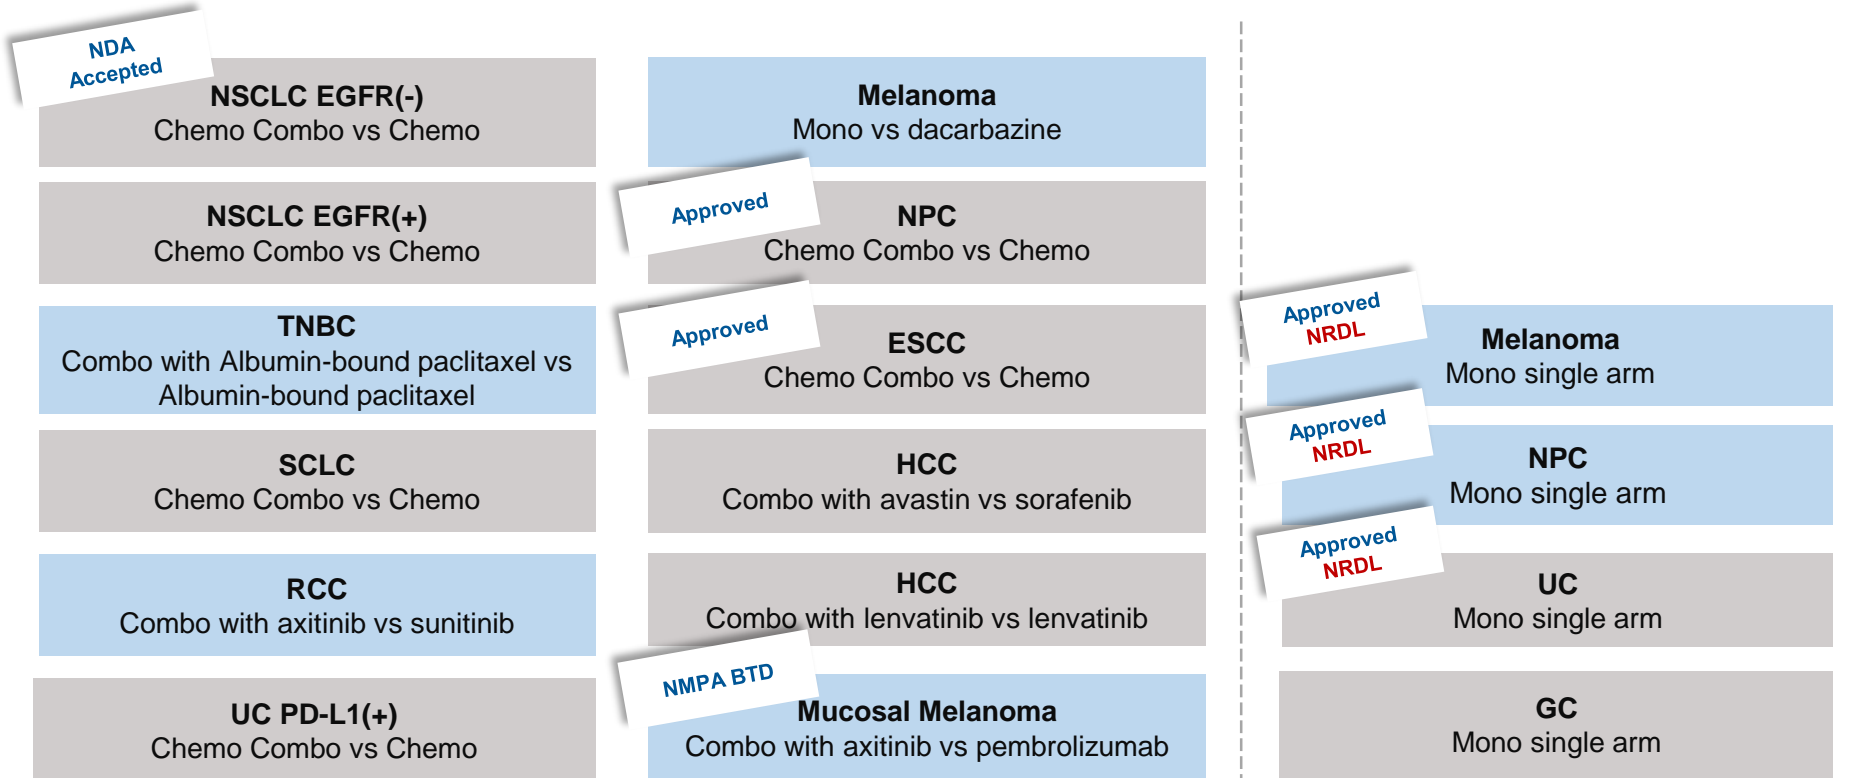 NDA
Accepted
NSCLC EGFR(-)
Chemo Combo vs Chemo
NSCLC EGFR(+)
Chemo Combo vs Chemo
TNBC
Combo with Albumin-bound paclitaxel vs
Albumin-bound paclitaxel
SCLC
Chemo Combo vs Chemo
RCC
Combo with axitinib vs sunitinib
UC PD-L1(+)
Chemo Combo vs Chemo
Melanoma
Mono vs dacarbazine
Approved
NPC
Chemo Combo vs Chemo
Approved
ESCC
Chemo Combo vs Chemo
HCC
Combo with avastin vs sorafenib
HCC
Combo with lenvatinib vs lenvatinib
NMPA BTD
Mucosal Melanoma
Combo with axitinib vs pembrolizumab
Approved
NRDL
Melanoma
Mono single arm
Approved
NRDL
NPC
Mono single arm
Approved
NRDL
UC
Mono single arm
GC
Mono single arm